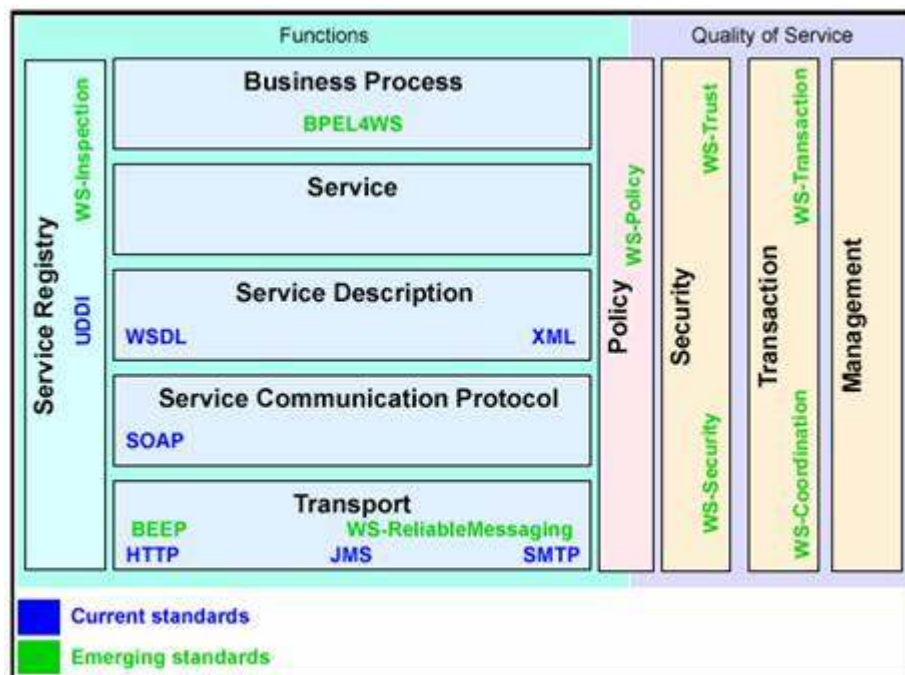 Functions
Quality of Service
Service Registry
WS-Inspection
UDDI
Business Process
BPEL4WS
Service
Service Description
WSDL XML
Service Communication Protocol
SOAP
Transport
BEEP WS-ReliableMessaging
HTTP JMS SMTP
Policy
WS-Policy
Security
WS-Trust
WS-Security
Transaction
WS-Transaction
WS-Coordination
Management
Current standards
Emerging standards